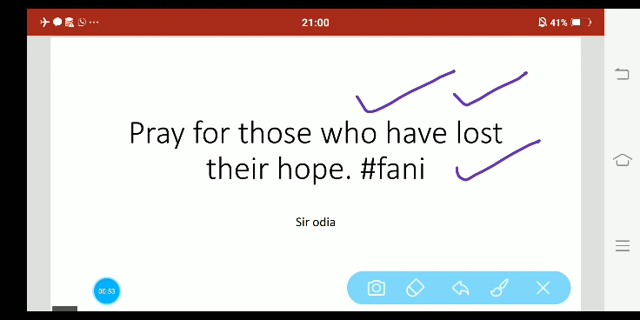 21:00
41%
Pray for those who have lost
their hope. #fani
Sir odia
00:53